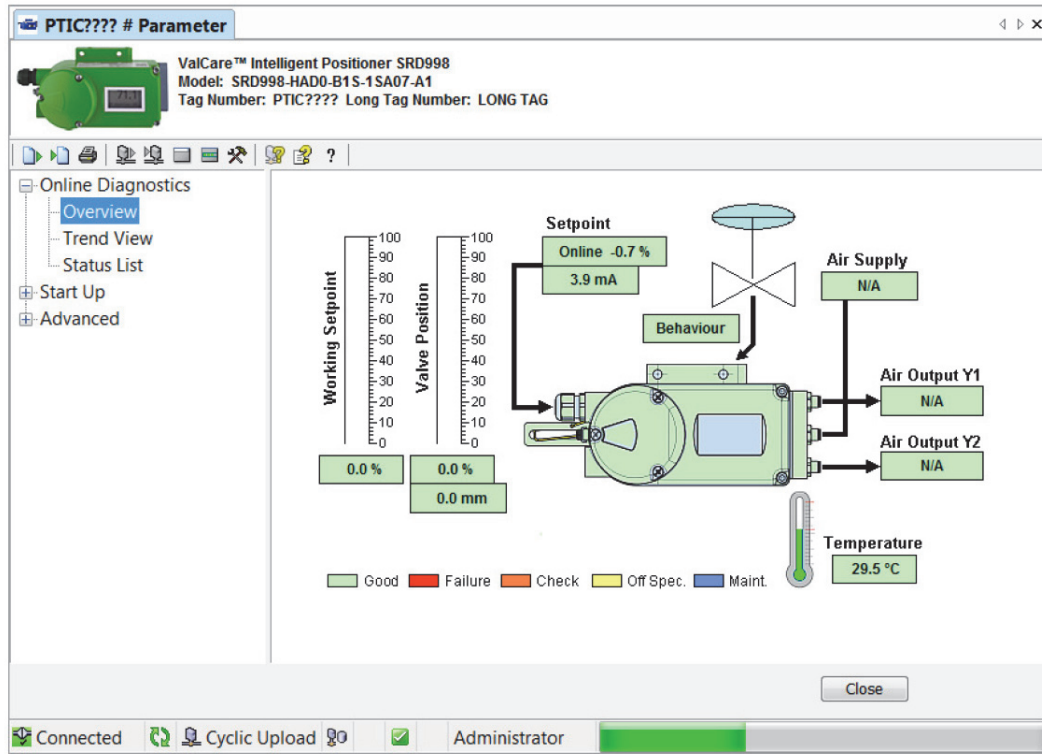 PTIC???? # Parameter
ValCare™ Intelligent Positioner SRD998
Model: SRD998-HAD0-B1S-1SA07-A1
Tag Number: PTIC???? Long Tag Number: LONG TAG
71.1
?
Online Diagnostics
Overview
Trend View
Status List
Start Up
Advanced
Working Setpoint
100
90
80
70
60
50
40
30
20
10
0
0.0 %
Valve Position
100
90
80
70
60
50
40
30
20
10
0
0.0 %
0.0 mm
Setpoint
Online -0.7 %
3.9 mA
Behaviour
Air Supply
N/A
Air Output Y1
N/A
Air Output Y2
N/A
Temperature
29.5 °C
Good Failure Check Off Spec. Maint.
Close
Connected Cyclic Upload Administrator